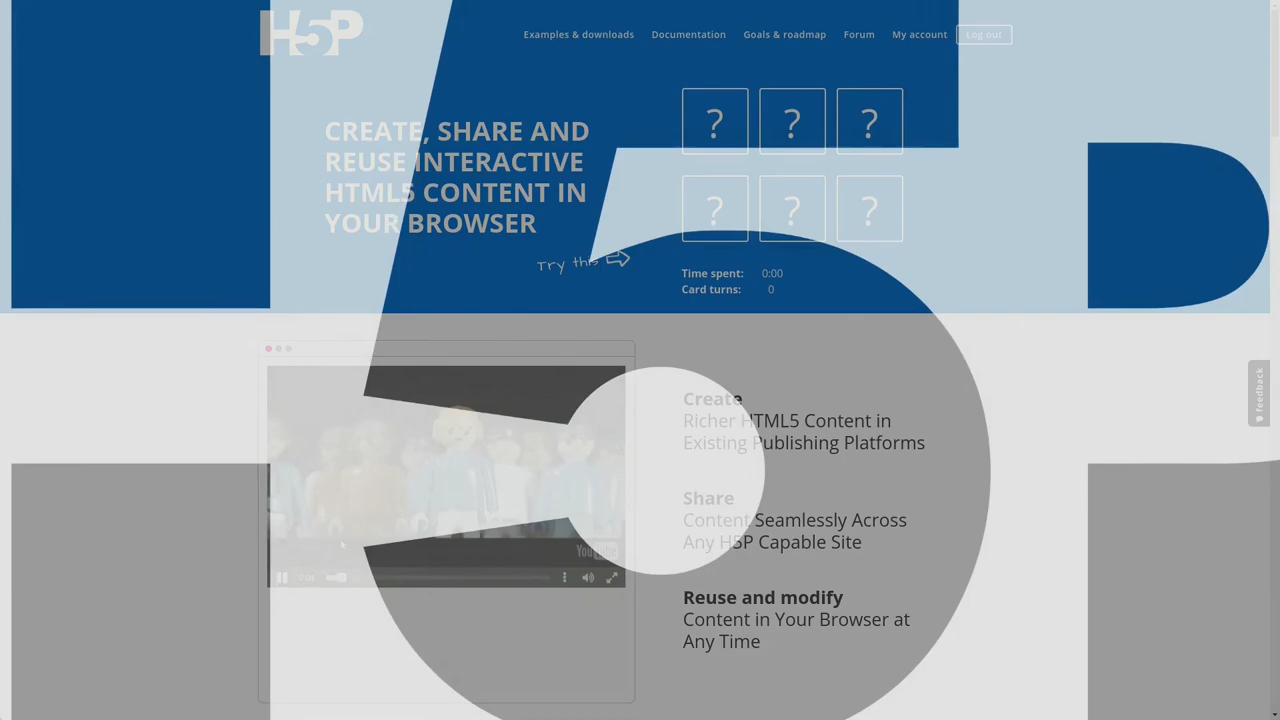 H5P
Examples & downloads Documentation Goals & roadmap Forum My account Log out
CREATE, SHARE AND
REUSE INTERACTIVE
HTML5 CONTENT IN
YOUR BROWSER
Try this
? ? ?
? ? ?
Time spent: 0:00
Card turns: 0
feedback
Create
Richer HTML5 Content in
Existing Publishing Platforms
Share
Content Seamlessly Across
Any H5P Capable Site
Reuse and modify
Content in Your Browser at
Any Time
YouTube
H5P